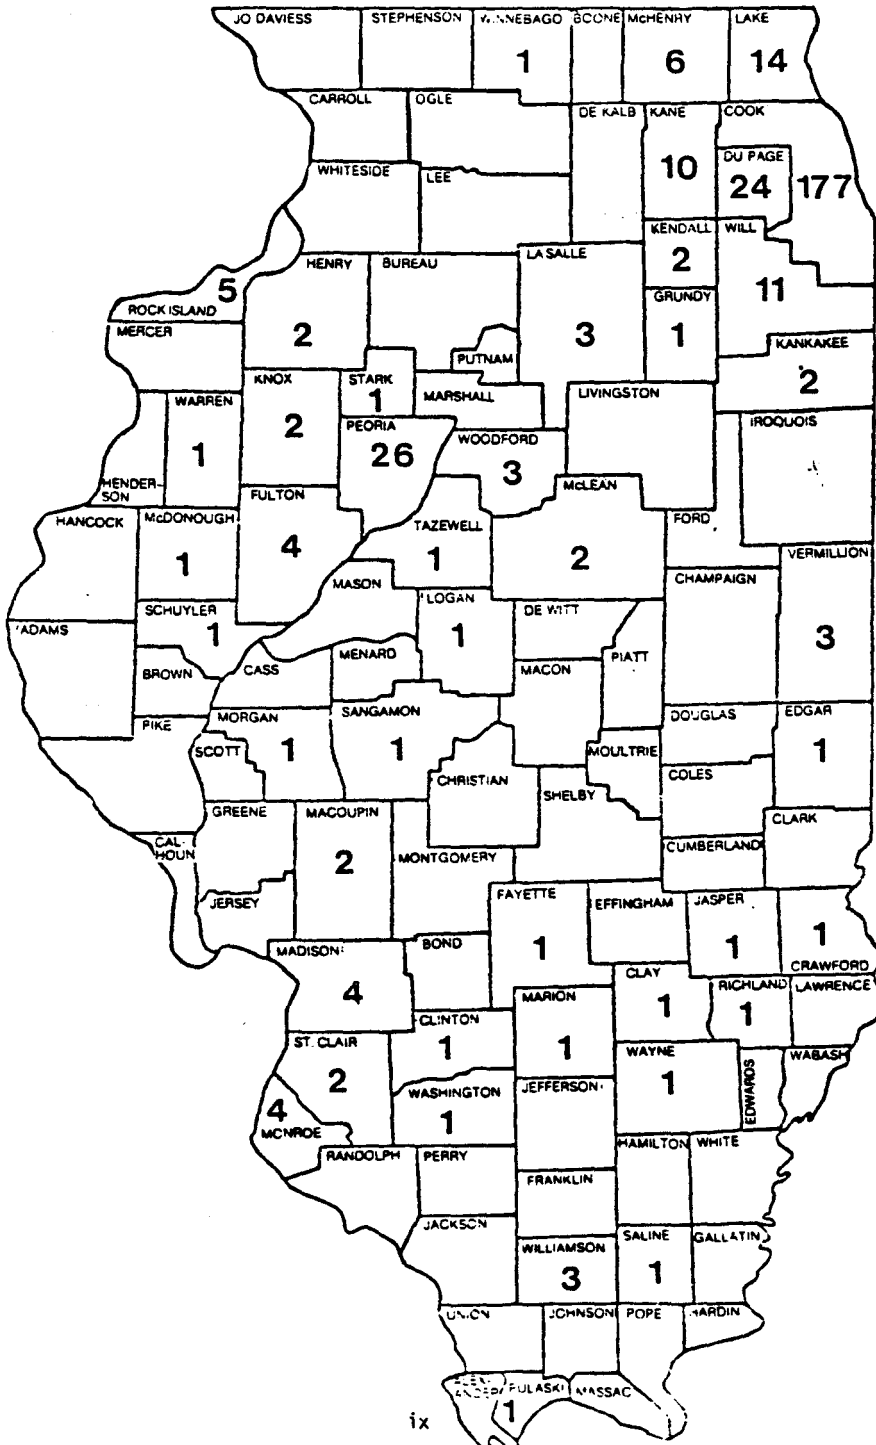 JO DAVIESS STEPHENSON WINNEBAGO BOONE McHENRY LAKE
1 6 14
CARROLL OGLE DE KALB KANE COOK
DU PAGE
10 24 177
WHITESIDE LEE
KENDALL WILL
2
HENRY BUREAU LA SALLE
5 11
ROCK ISLAND GRUNDY
MERCER 2 3 1 KANKAKEE
PUTNAM
2
KNOX STARK
1
WARREN MARSHALL LIVINGSTON
2 PEORIA IROQUOIS
1 26 WOODFORD
3
HENDER-
SON FULTON McLEAN
HANCOCK McDONOUGH TAZEWELL FORD
1 4 1 2 VERMILLION
MASON CHAMPAIGN
SCHUYLER LOGAN DE WITT
ADAMS 1 1 3
BROWN CASS MENARD MACON PIATT
PIKE MORGAN SANGAMON DOUGLAS EDGAR
SCOTT 1 1 MOULTRIE 1
CHRISTIAN COLES
SHELBY
GREENE MACOUPIN CLARK
CAL-
HOUN CUMBERLAND
2 MONTGOMERY
JERSEY FAYETTE EFFINGHAM JASPER
1 1 1
MADISON BOND CRAWFORD
CLAY
4 MARION 1 RICHLAND LAWRENCE
1
CLINTON
ST. CLAIR 1 1 WAYNE WABASH
2 1 EDWARDS
WASHINGTON JEFFERSON
4 1
MONROE
RANDOLPH PERRY HAMILTON WHITE
FRANKLIN
JACKSON
WILLIAMSON SALINE GALLATIN
3 1
UNION JOHNSON POPE HARDIN
PULASKI MASSAC
1
ix